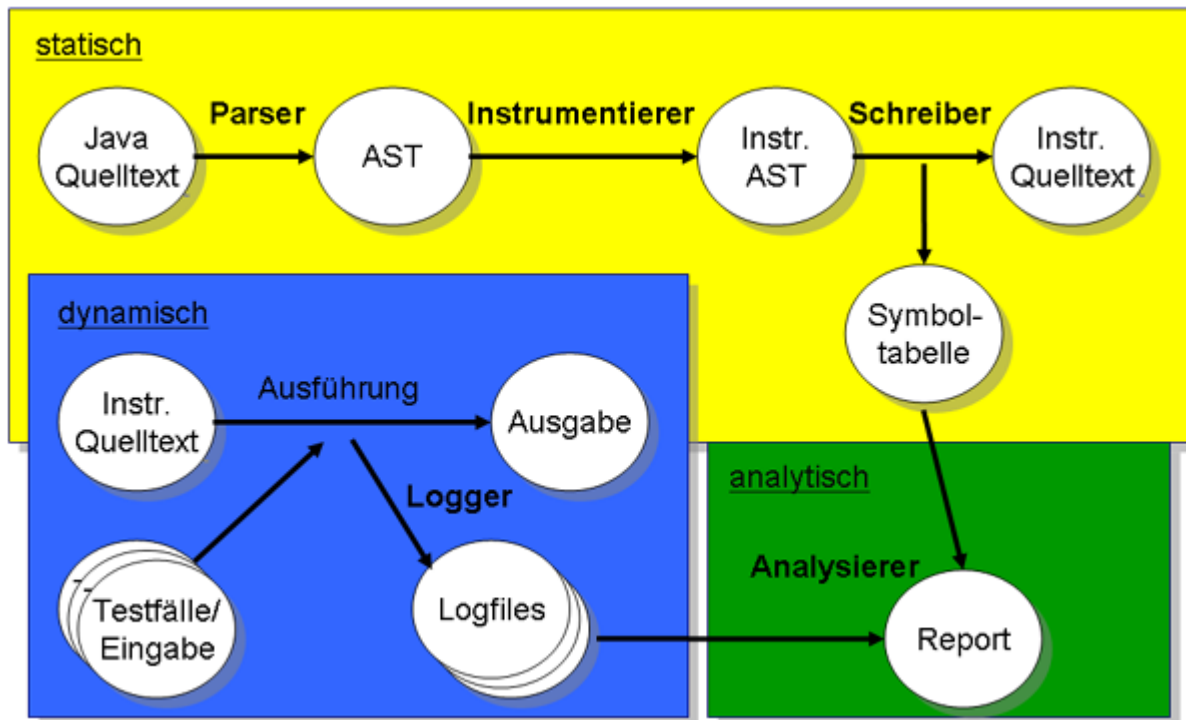 statisch
Parser
Instrumentierer
Schreiber
Java
Quelltext
AST
Instr.
AST
Instr.
Quelltext
Symbol-
tabelle
dynamisch
Instr.
Quelltext
Ausführung
Ausgabe
Logger
Testfälle/
Eingabe
Logfiles
analytisch
Analysierer
Report